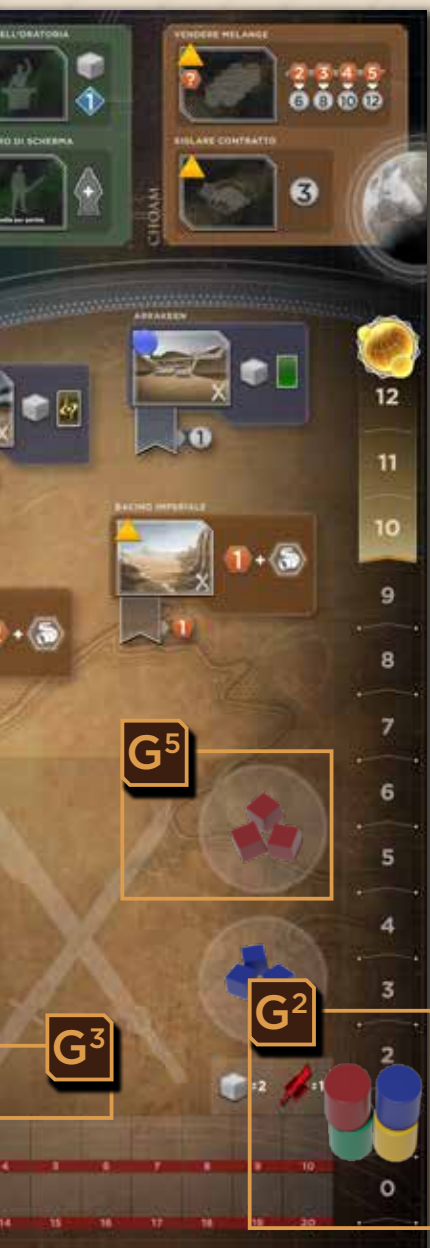 ELL'ORATORIA
1
RO DI SCHERMA
+
VENDERE MELANGE
?
2 3 4 5
6 8 10 12
SIGLARE CONTRATTO
3
CHOAM
ARRAKEEN
X
1
X
BACINO IMPERIALE
X
1 +
1
+
12
11
10
9
8
7
6
5
4
3
2
0
G5
G2
G3
=2
=1
4 5 6 7 8 9 10
14 15 16 17 18 19 20